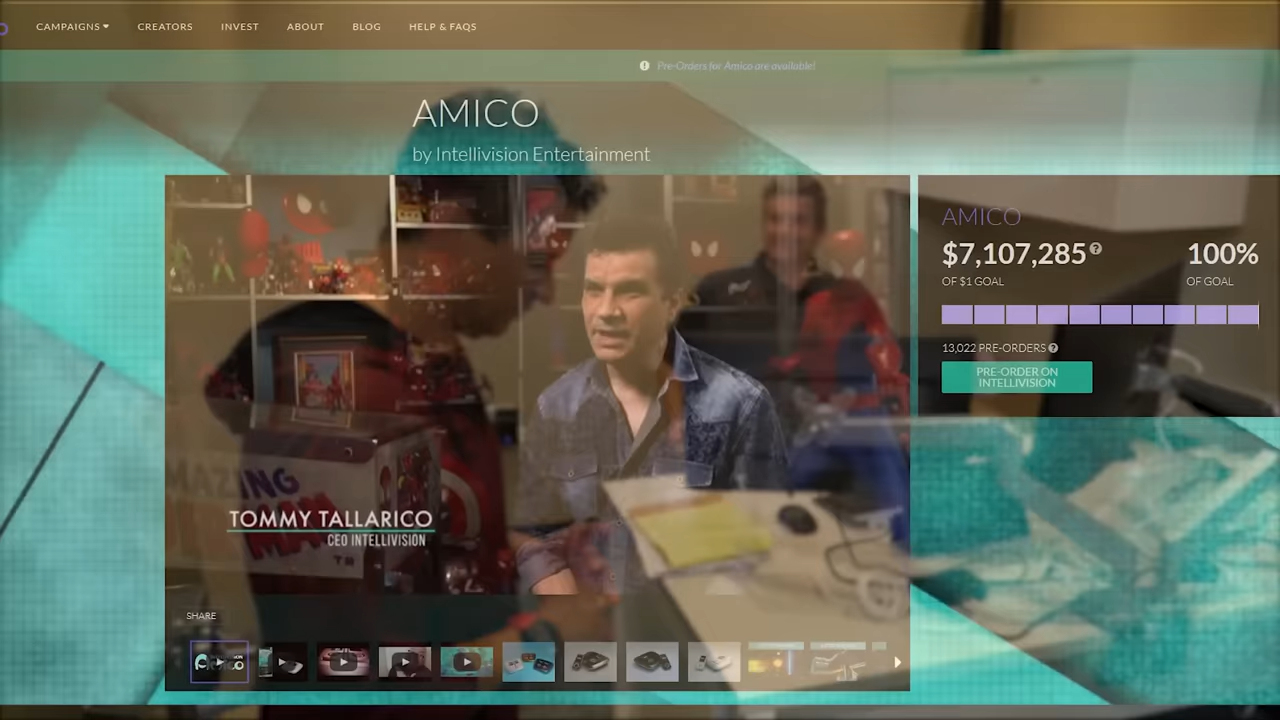 CAMPAIGNS CREATORS INVEST ABOUT BLOG HELP & FAQS
Pre-Orders for Amico are available!
AMICO
by Intellivision Entertainment
AMICO
$7,107,285 100%
OF $1 GOAL OF GOAL
13,022 PRE-ORDERS
PRE-ORDER ON
INTELLIVISION
TOMMY TALLARICO
CEO INTELLIVISION
SHARE